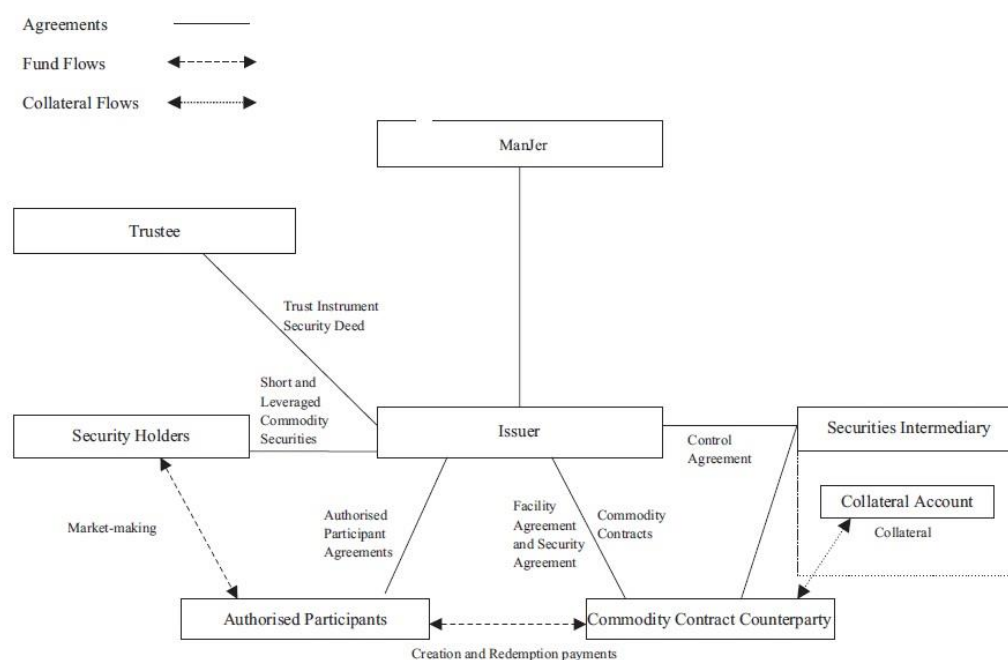 Agreements
Fund Flows
Collateral Flows
ManJer
Trustee
Trust Instrument
Security Deed
Short and
Leveraged
Commodity
Securities
Security Holders
Issuer
Control
Agreement
Securities Intermediary
Collateral Account
Collateral
Market-making
Authorised
Participant
Agreements
Facility
Agreement
and Security
Agreement
Commodity
Contracts
Authorised Participants
Commodity Contract Counterparty
Creation and Redemption payments